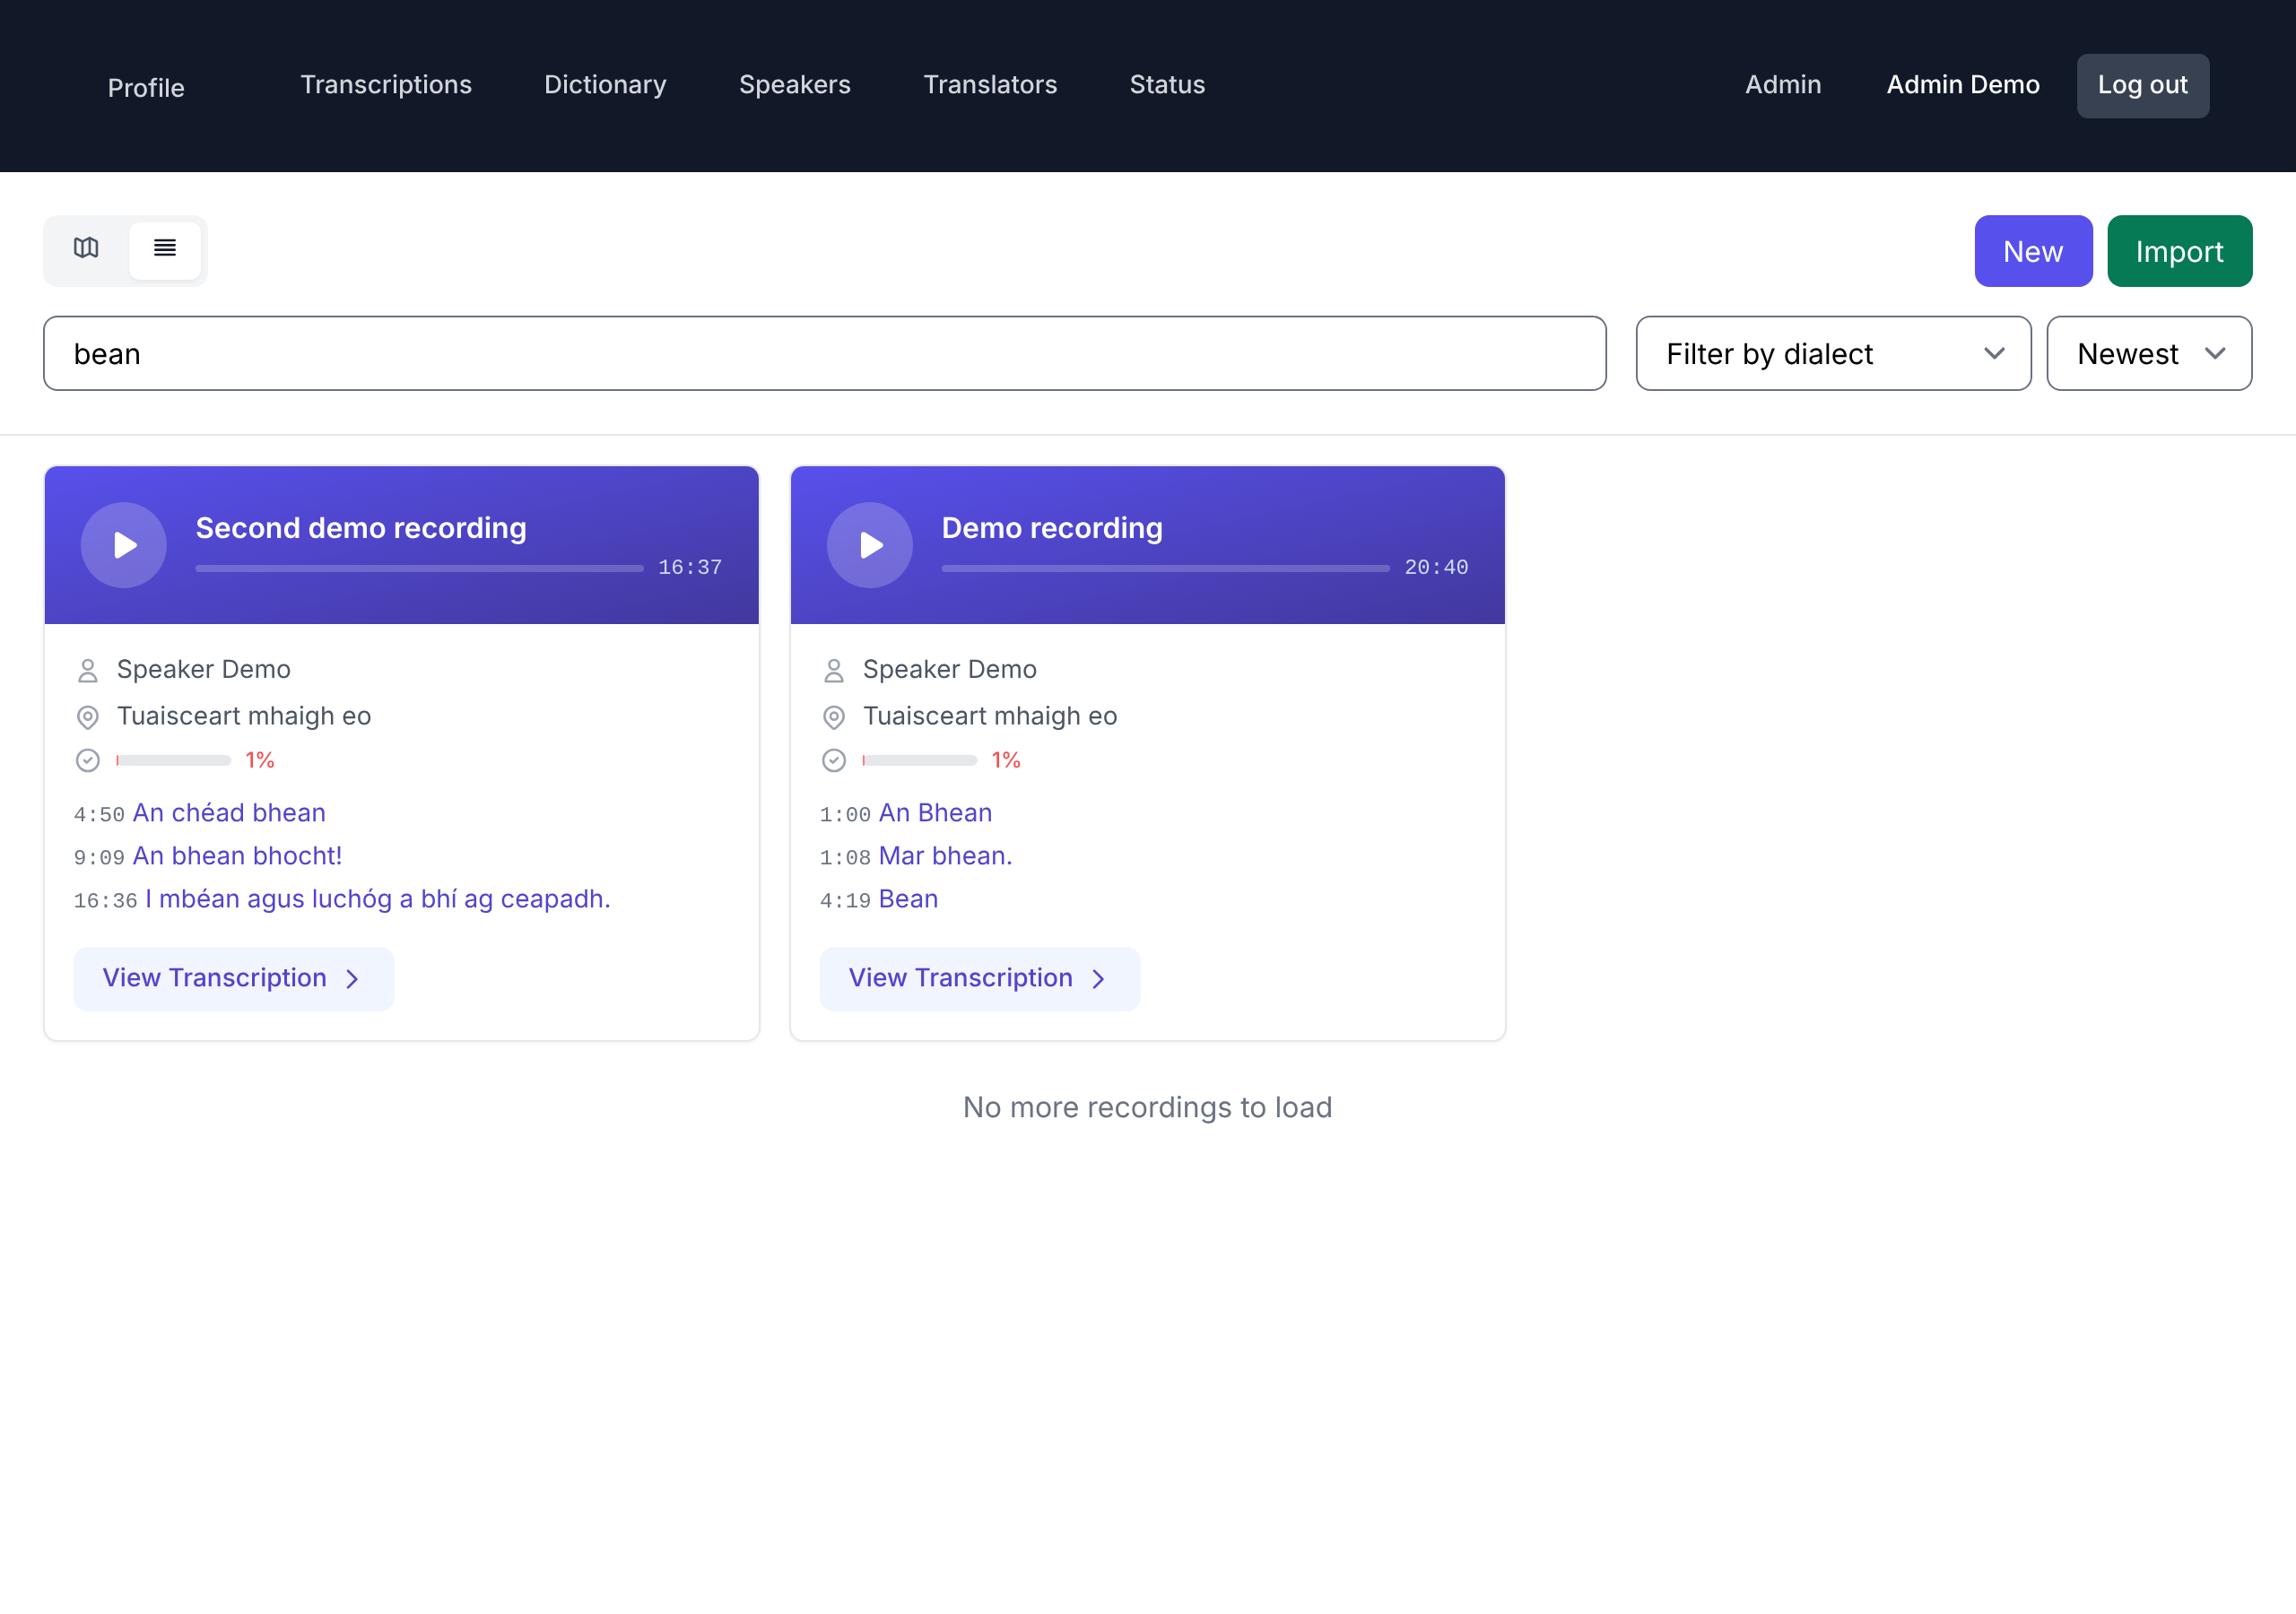 Profile
Transcriptions
Dictionary
Speakers
Translators
Status
Admin
Admin Demo
Log out
New
Import
bean
Filter by dialect
Newest
Second demo recording
16:37
Speaker Demo
Tuaisceart mhaigh eo
1%
4:50 An chéad bhean
9:09 An bhean bhocht!
16:36 I mbéan agus luchóg a bhí ag ceapadh.
View Transcription
Demo recording
20:40
Speaker Demo
Tuaisceart mhaigh eo
1%
1:00 An Bhean
1:08 Mar bhean.
4:19 Bean
View Transcription
No more recordings to load